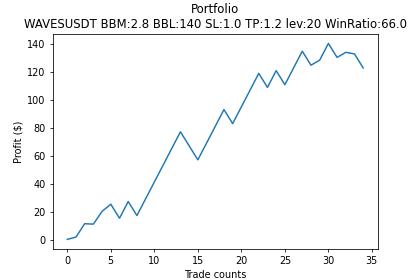 Portfolio
WAVESUSDT BBM:2.8 BBL:140 SL:1.0 TP:1.2 lev:20 WinRatio:66.0
140
120
100
80
60
40
20
0
Profit ($)
0 5 10 15 20 25 30 35
Trade counts